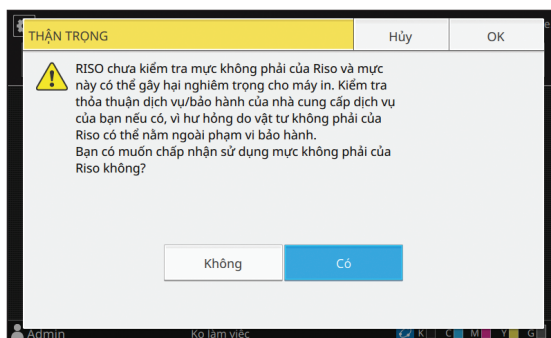 THẬN TRỌNG
Hủy
OK
RISO chưa kiểm tra mực không phải của Riso và mực
này có thể gây hại nghiêm trọng cho máy in. Kiểm tra
thỏa thuận dịch vụ/bảo hành của nhà cung cấp dịch vụ
của bạn nếu có, vì hư hỏng do vật tư không phải của
Riso có thể nằm ngoài phạm vi bảo hành.
Bạn có muốn chấp nhận sử dụng mực không phải của
Riso không?
Không
Có
Admin
Ko làm việc
K C M Y G